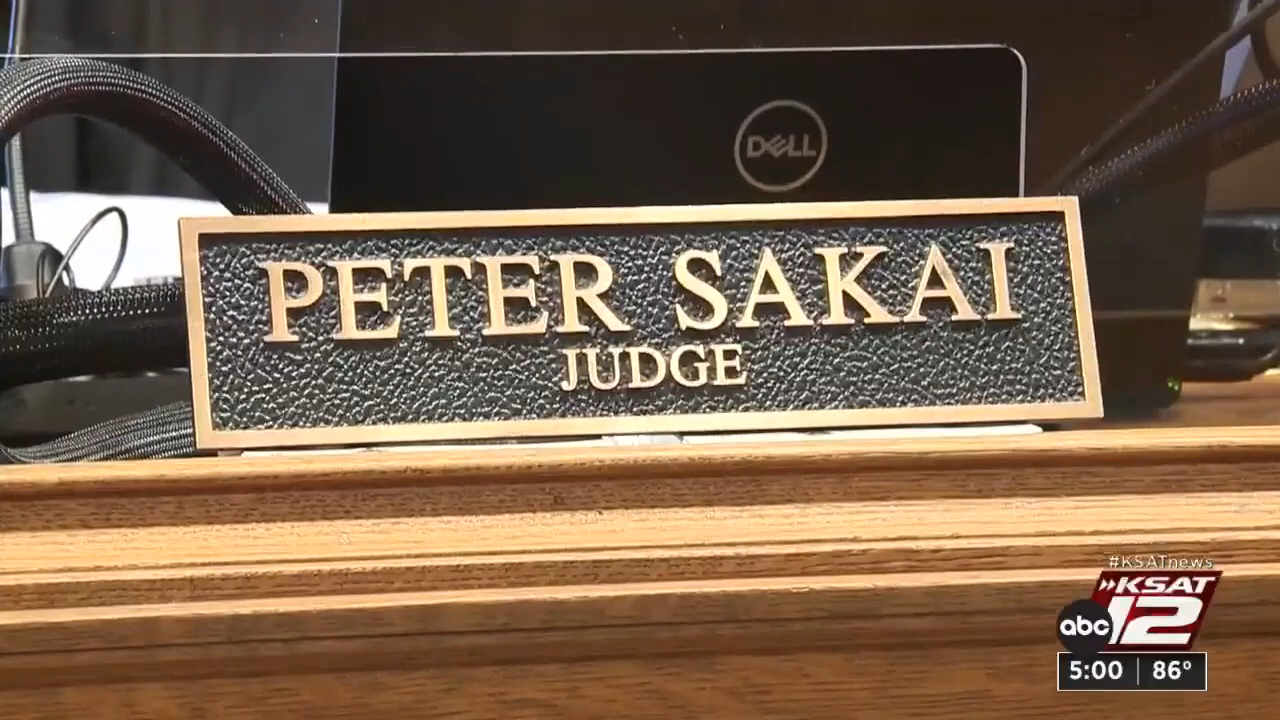 DELL
PETER SAKAI
JUDGE
#KSATnews
KSAT
abc 12
5:00 86°